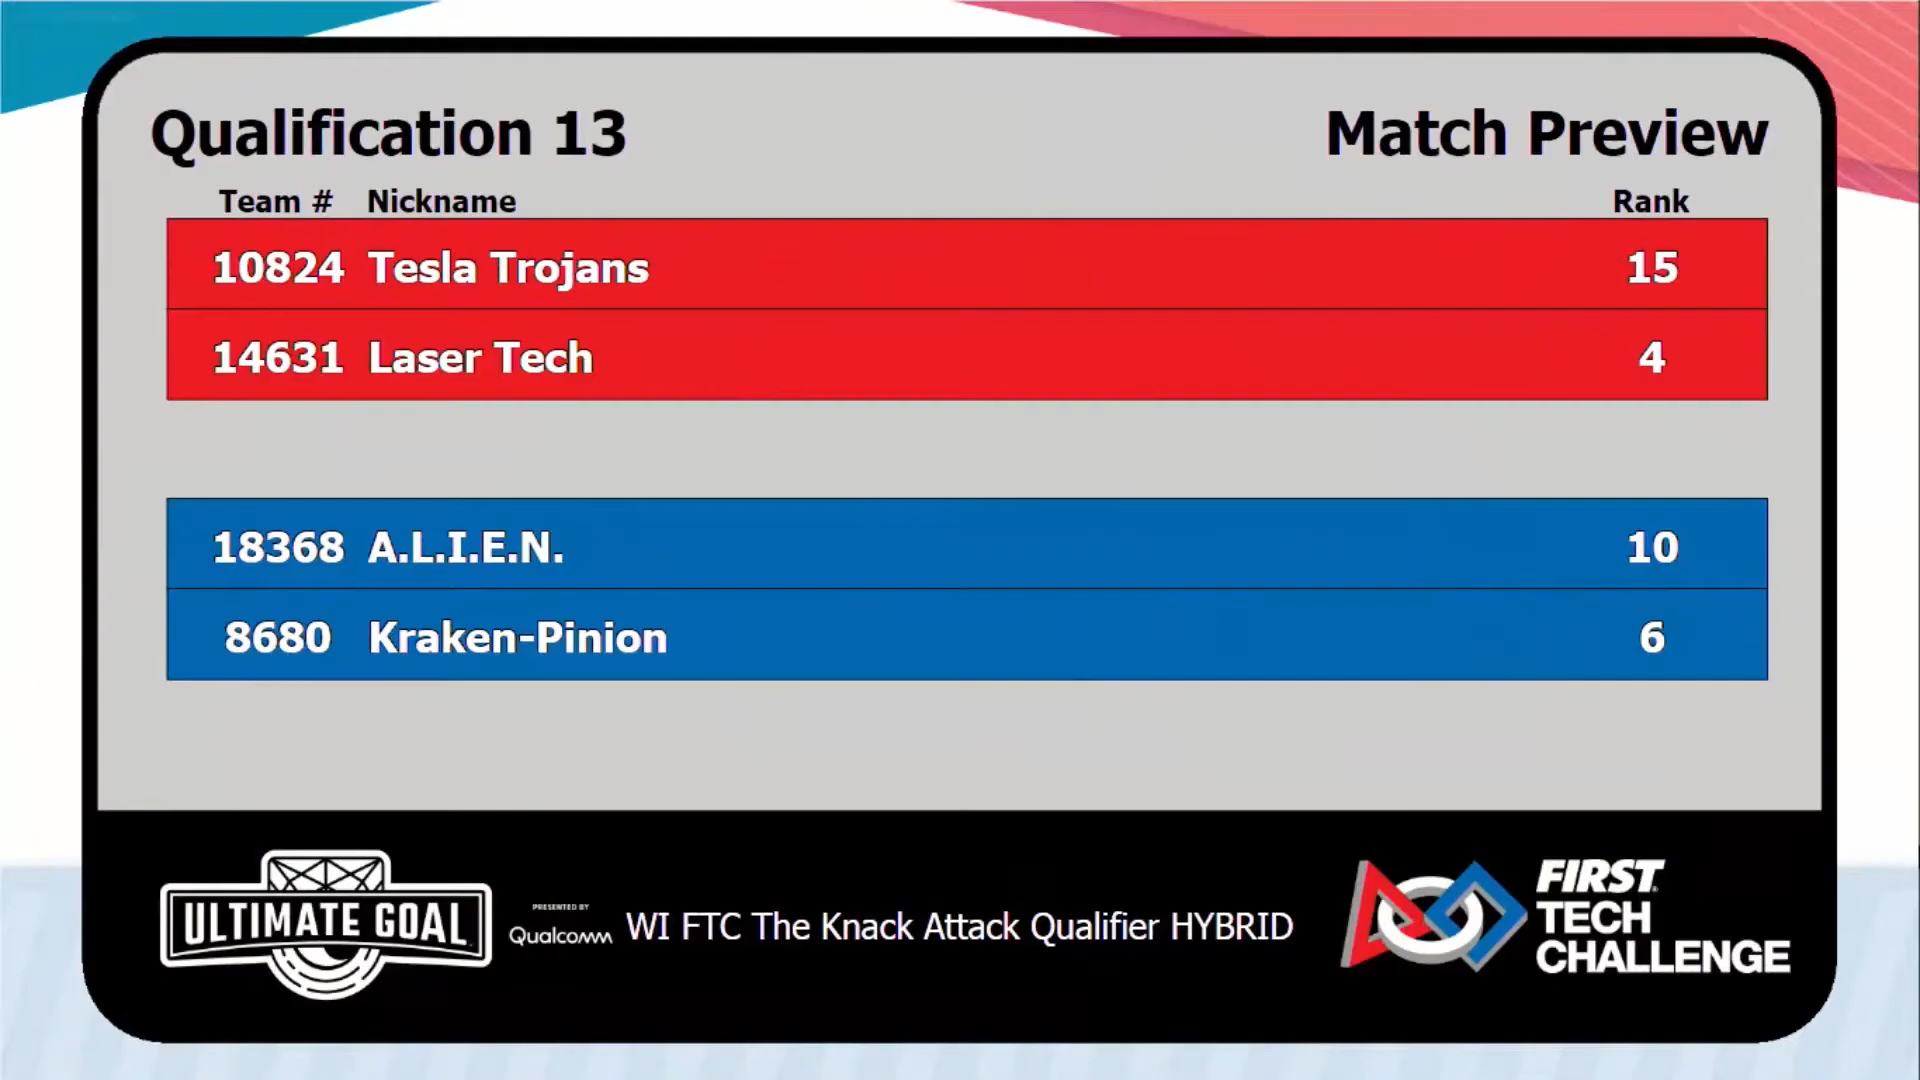 Qualification 13 Match Preview
Team # Nickname Rank
10824 Tesla Trojans 15
14631 Laser Tech 4
18368 A.L.I.E.N. 10
8680 Kraken-Pinion 6
ULTIMATE GOAL
PRESENTED BY
Qualcomm
WI FTC The Knack Attack Qualifier HYBRID
FIRST
TECH
CHALLENGE